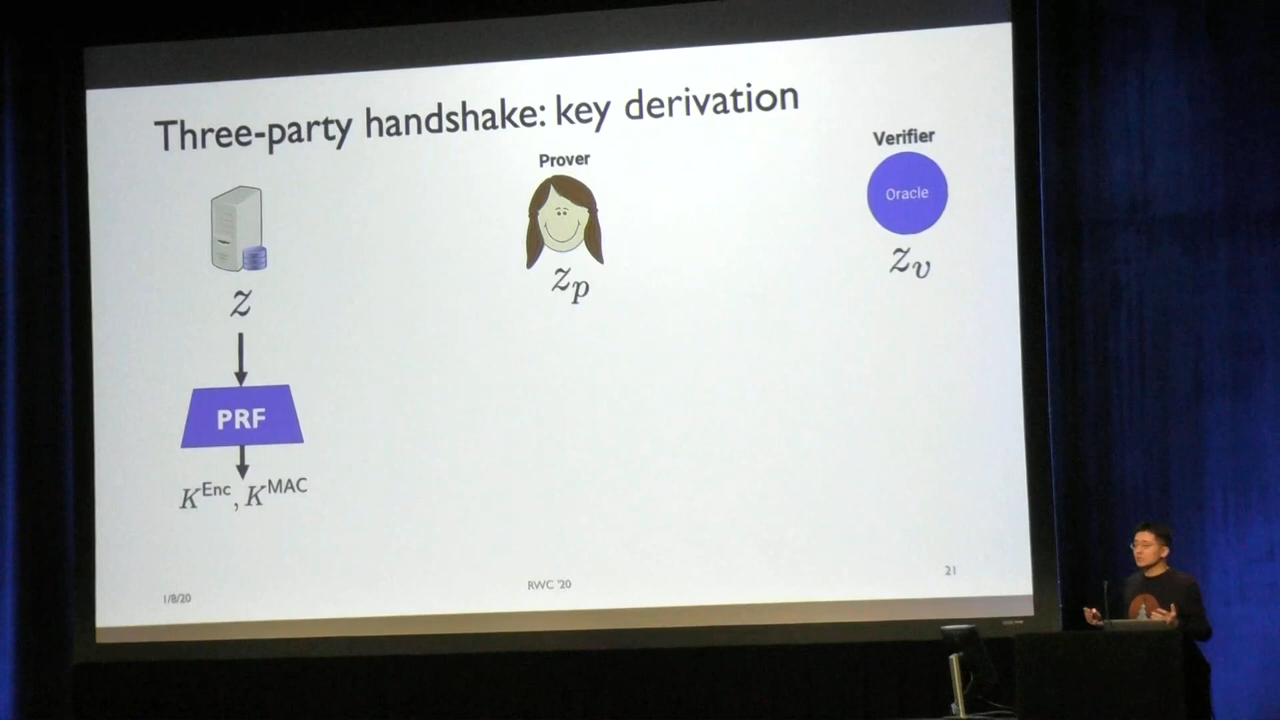 Three-party handshake: key derivation
Prover
Verifier
Oracle
z
z_p
z_v
PRF
K^Enc, K^MAC
1/8/20
RWC '20
21